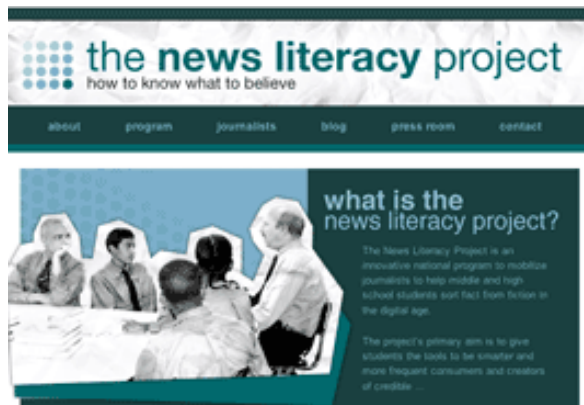 the news literacy project
how to know what to believe
about program journalists blog press room contact
what is the
news literacy project?
The News Literacy Project is an
innovative national program to mobilize
journalists to help middle and high
school students sort fact from fiction in
the digital age.
The project's primary aim is to give
students the tools to be smarter and
more frequent consumers and creators
of credible ...